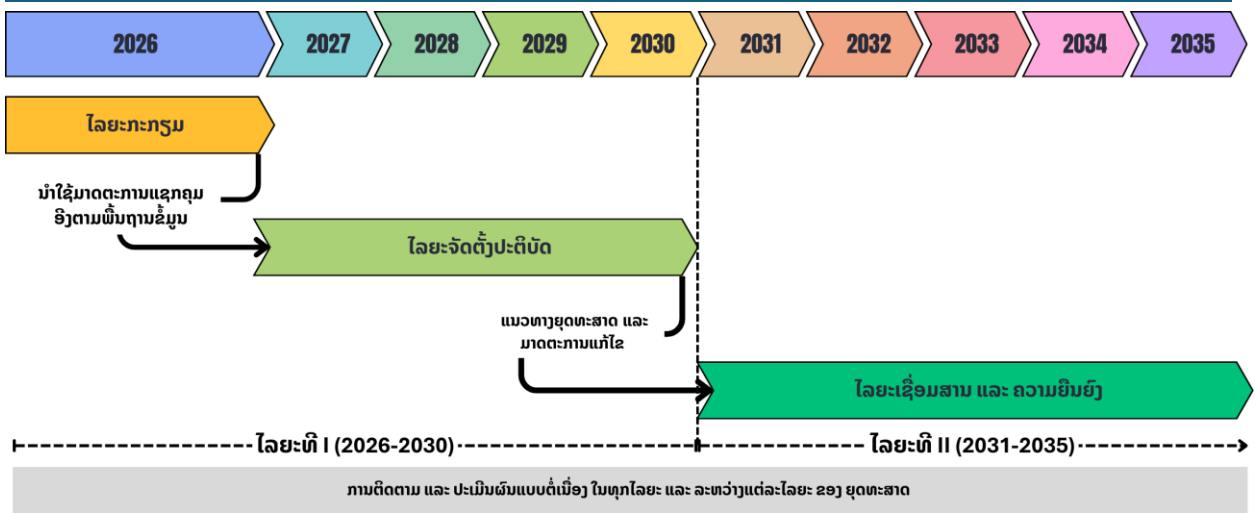 2026 2027 2028 2029 2030 2031 2032 2033 2034 2035
ໄລຍະກະກຽມ
ນຳໃຊ້ມາດຕະການແຊກຄຸມ
ອີງຕາມພື້ນຖານຂໍ້ມູນ
ໄລຍະຈັດຕັ້ງປະຕິບັດ
ແນວທາງຍຸດທະສາດ ແລະ
ມາດຕະການແກ້ໄຂ
ໄລຍະເຊື່ອມສານ ແລະ ຄວາມຍືນຍົງ
ໄລຍະທີ I (2026-2030) ໄລຍະທີ II (2031-2035)
ການຕິດຕາມ ແລະ ປະເມີນຜົນແບບຕໍ່ເນື່ອງ ໃນທຸກໄລຍະ ແລະ ລະຫວ່າງແຕ່ລະໄລຍະ ຂອງ ຍຸດທະສາດ